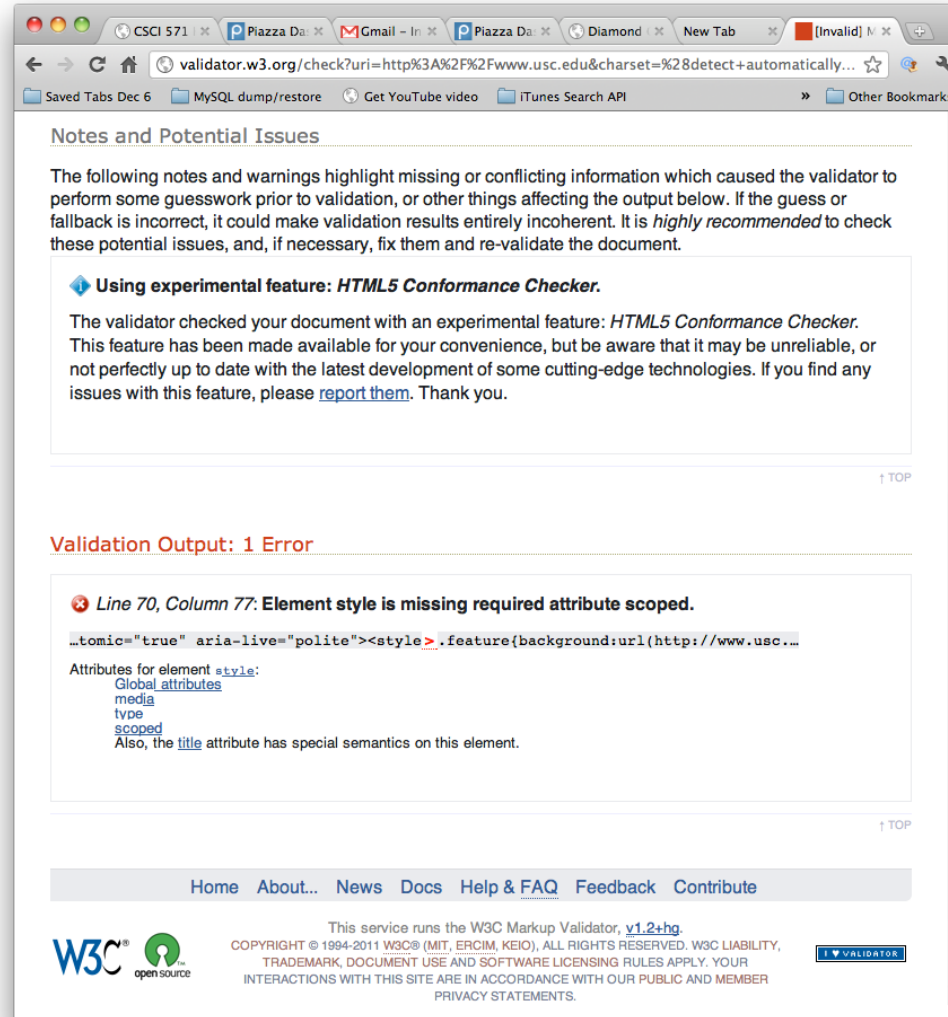 CSCI 571
Piazza Da
Gmail – In
Piazza Da
Diamond
New Tab
[Invalid] M
validator.w3.org/check?uri=http%3A%2F%2Fwww.usc.edu&charset=%28detect+automatically...
Saved Tabs Dec 6
MySQL dump/restore
Get YouTube video
iTunes Search API
»
Other Bookmark
Notes and Potential Issues
The following notes and warnings highlight missing or conflicting information which caused the validator to
perform some guesswork prior to validation, or other things affecting the output below. If the guess or
fallback is incorrect, it could make validation results entirely incoherent. It is highly recommended to check
these potential issues, and, if necessary, fix them and re-validate the document.
Using experimental feature: HTML5 Conformance Checker.
The validator checked your document with an experimental feature: HTML5 Conformance Checker.
This feature has been made available for your convenience, but be aware that it may be unreliable, or
not perfectly up to date with the latest development of some cutting-edge technologies. If you find any
issues with this feature, please report them. Thank you.
↑ TOP
Validation Output: 1 Error
Line 70, Column 77: Element style is missing required attribute scoped.
…tomic="true" aria-live="polite"><style>.feature{background:url(http://www.usc.…
Attributes for element style:
Global attributes
media
type
scoped
Also, the title attribute has special semantics on this element.
↑ TOP
Home About... News Docs Help & FAQ Feedback Contribute
W3C®
open source
This service runs the W3C Markup Validator, v1.2+hg.
COPYRIGHT © 1994-2011 W3C® (MIT, ERCIM, KEIO), ALL RIGHTS RESERVED. W3C LIABILITY,
TRADEMARK, DOCUMENT USE AND SOFTWARE LICENSING RULES APPLY. YOUR
INTERACTIONS WITH THIS SITE ARE IN ACCORDANCE WITH OUR PUBLIC AND MEMBER
PRIVACY STATEMENTS.
I ♥ VALIDATOR